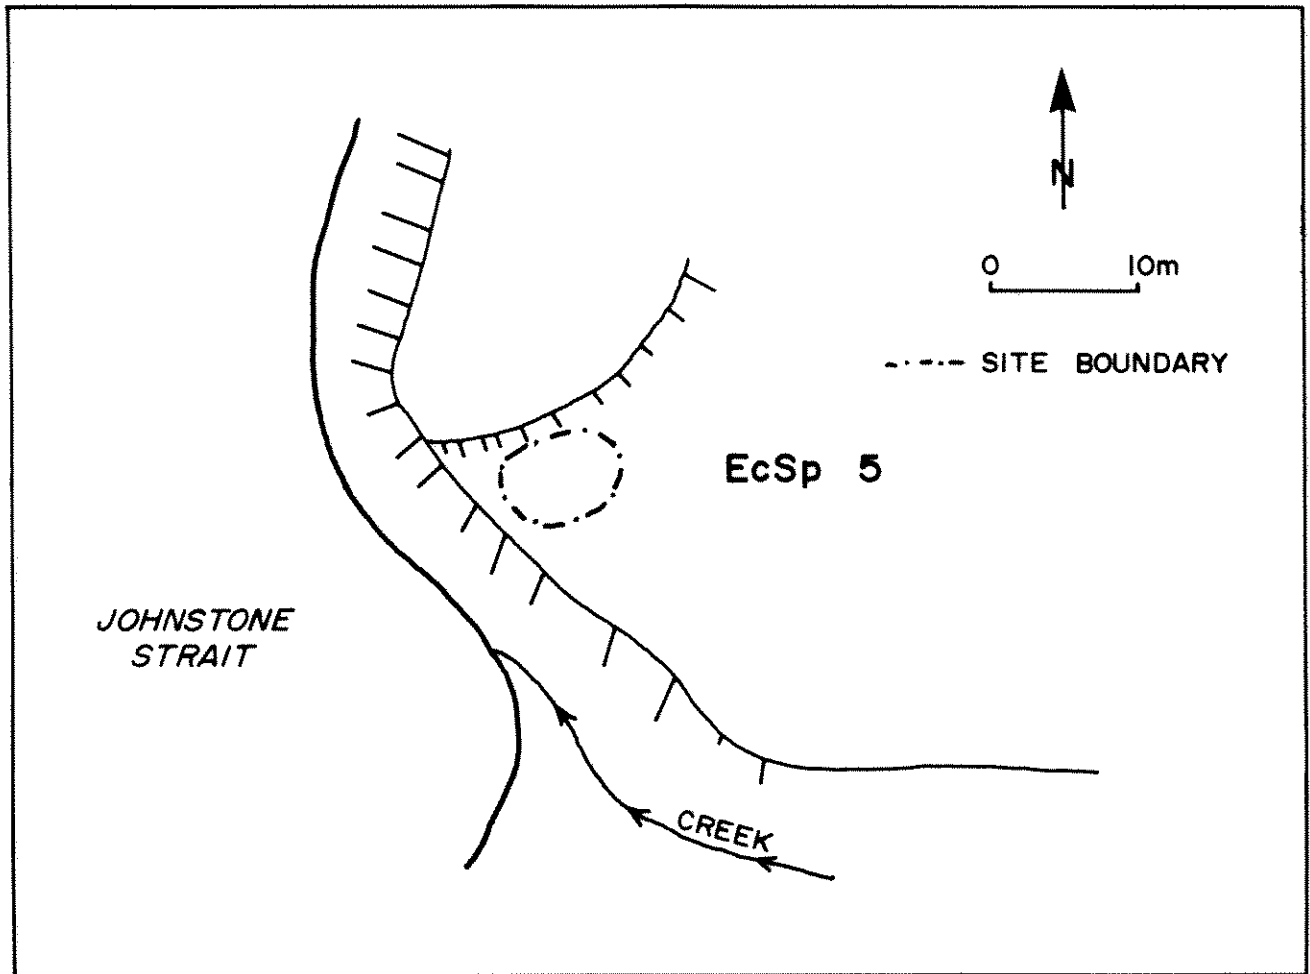 N
0 10m
SITE BOUNDARY
EcSp 5
JOHNSTONE
STRAIT
CREEK